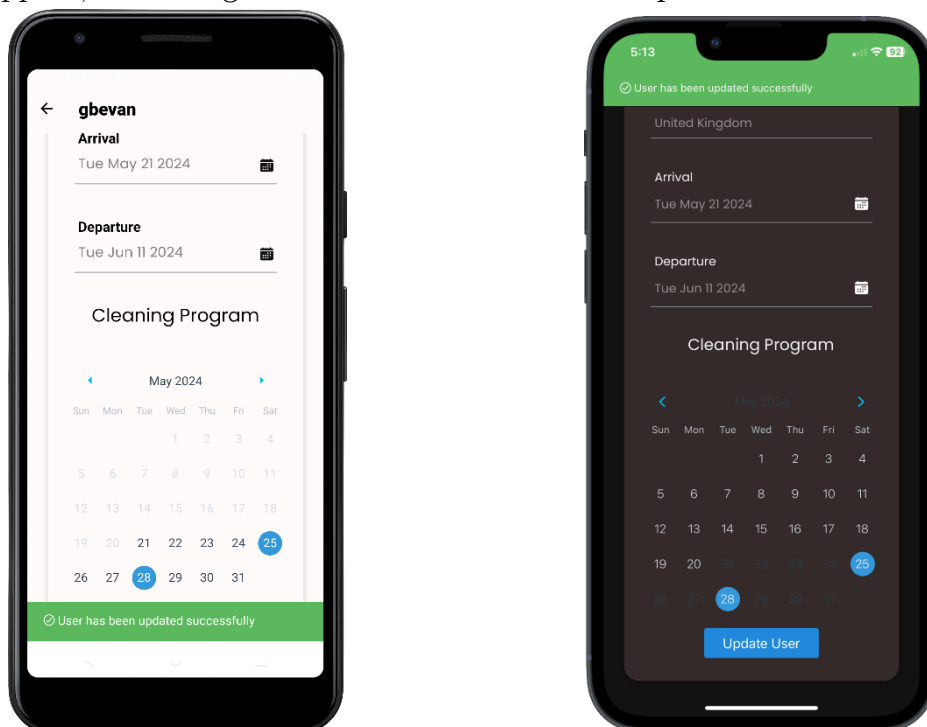 gbevan
Arrival
Tue May 21 2024
Departure
Tue Jun 11 2024
Cleaning Program
May 2024
Sun Mon Tue Wed Thu Fri Sat
1 2 3 4
5 6 7 8 9 10 11
12 13 14 15 16 17 18
19 20 21 22 23 24 25
26 27 28 29 30 31
User has been updated successfully
5:13
92
User has been updated successfully
United Kingdom
Arrival
Tue May 21 2024
Departure
Tue Jun 11 2024
Cleaning Program
May 2024
Sun Mon Tue Wed Thu Fri Sat
1 2 3 4
5 6 7 8 9 10 11
12 13 14 15 16 17 18
19 20 21 22 23 24 25
26 27 28 29 30 31
Update User